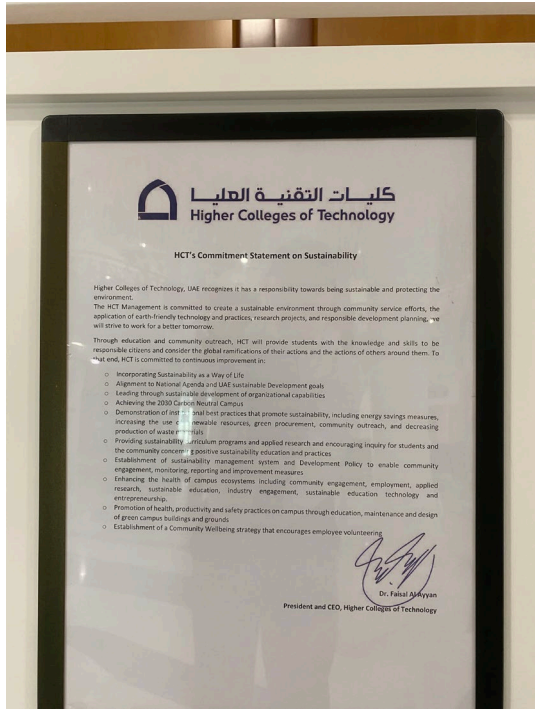 كليات التقنية العليا
Higher Colleges of Technology
HCT's Commitment Statement on Sustainability
Higher Colleges of Technology, UAE recognizes it has a responsibility towards being sustainable and protecting the
environment.
The HCT Management is committed to create a sustainable environment through community service efforts, the
application of earth-friendly technology and practices, research projects, and responsible development planning, we
will strive to work for a better tomorrow.
Through education and community outreach, HCT will provide students with the knowledge and skills to be
responsible citizens and consider the global ramifications of their actions and the actions of others around them. To
that end, HCT is committed to continuous improvement in:
o Incorporating Sustainability as a Way of Life
o Alignment to National Agenda and UAE sustainable Development goals
o Leading through sustainable development of organizational capabilities
o Achieving the 2030 Carbon Neutral Campus
o Demonstration of institutional best practices that promote sustainability, including energy savings measures,
increasing the use of renewable resources, green procurement, community outreach, and decreasing
production of waste materials
o Providing sustainability curriculum programs and applied research and encouraging inquiry for students and
the community concerning positive sustainability education and practices
o Establishment of sustainability management system and Development Policy to enable community
engagement, monitoring, reporting and improvement measures
o Enhancing the health of campus ecosystems including community engagement, employment, applied
research, sustainable education, industry engagement, sustainable education technology and
entrepreneurship.
o Promotion of health, productivity and safety practices on campus through education, maintenance and design
of green campus buildings and grounds
o Establishment of a Community Wellbeing strategy that encourages employee volunteering
Dr. Faisal Al Ayyan
President and CEO, Higher Colleges of Technology